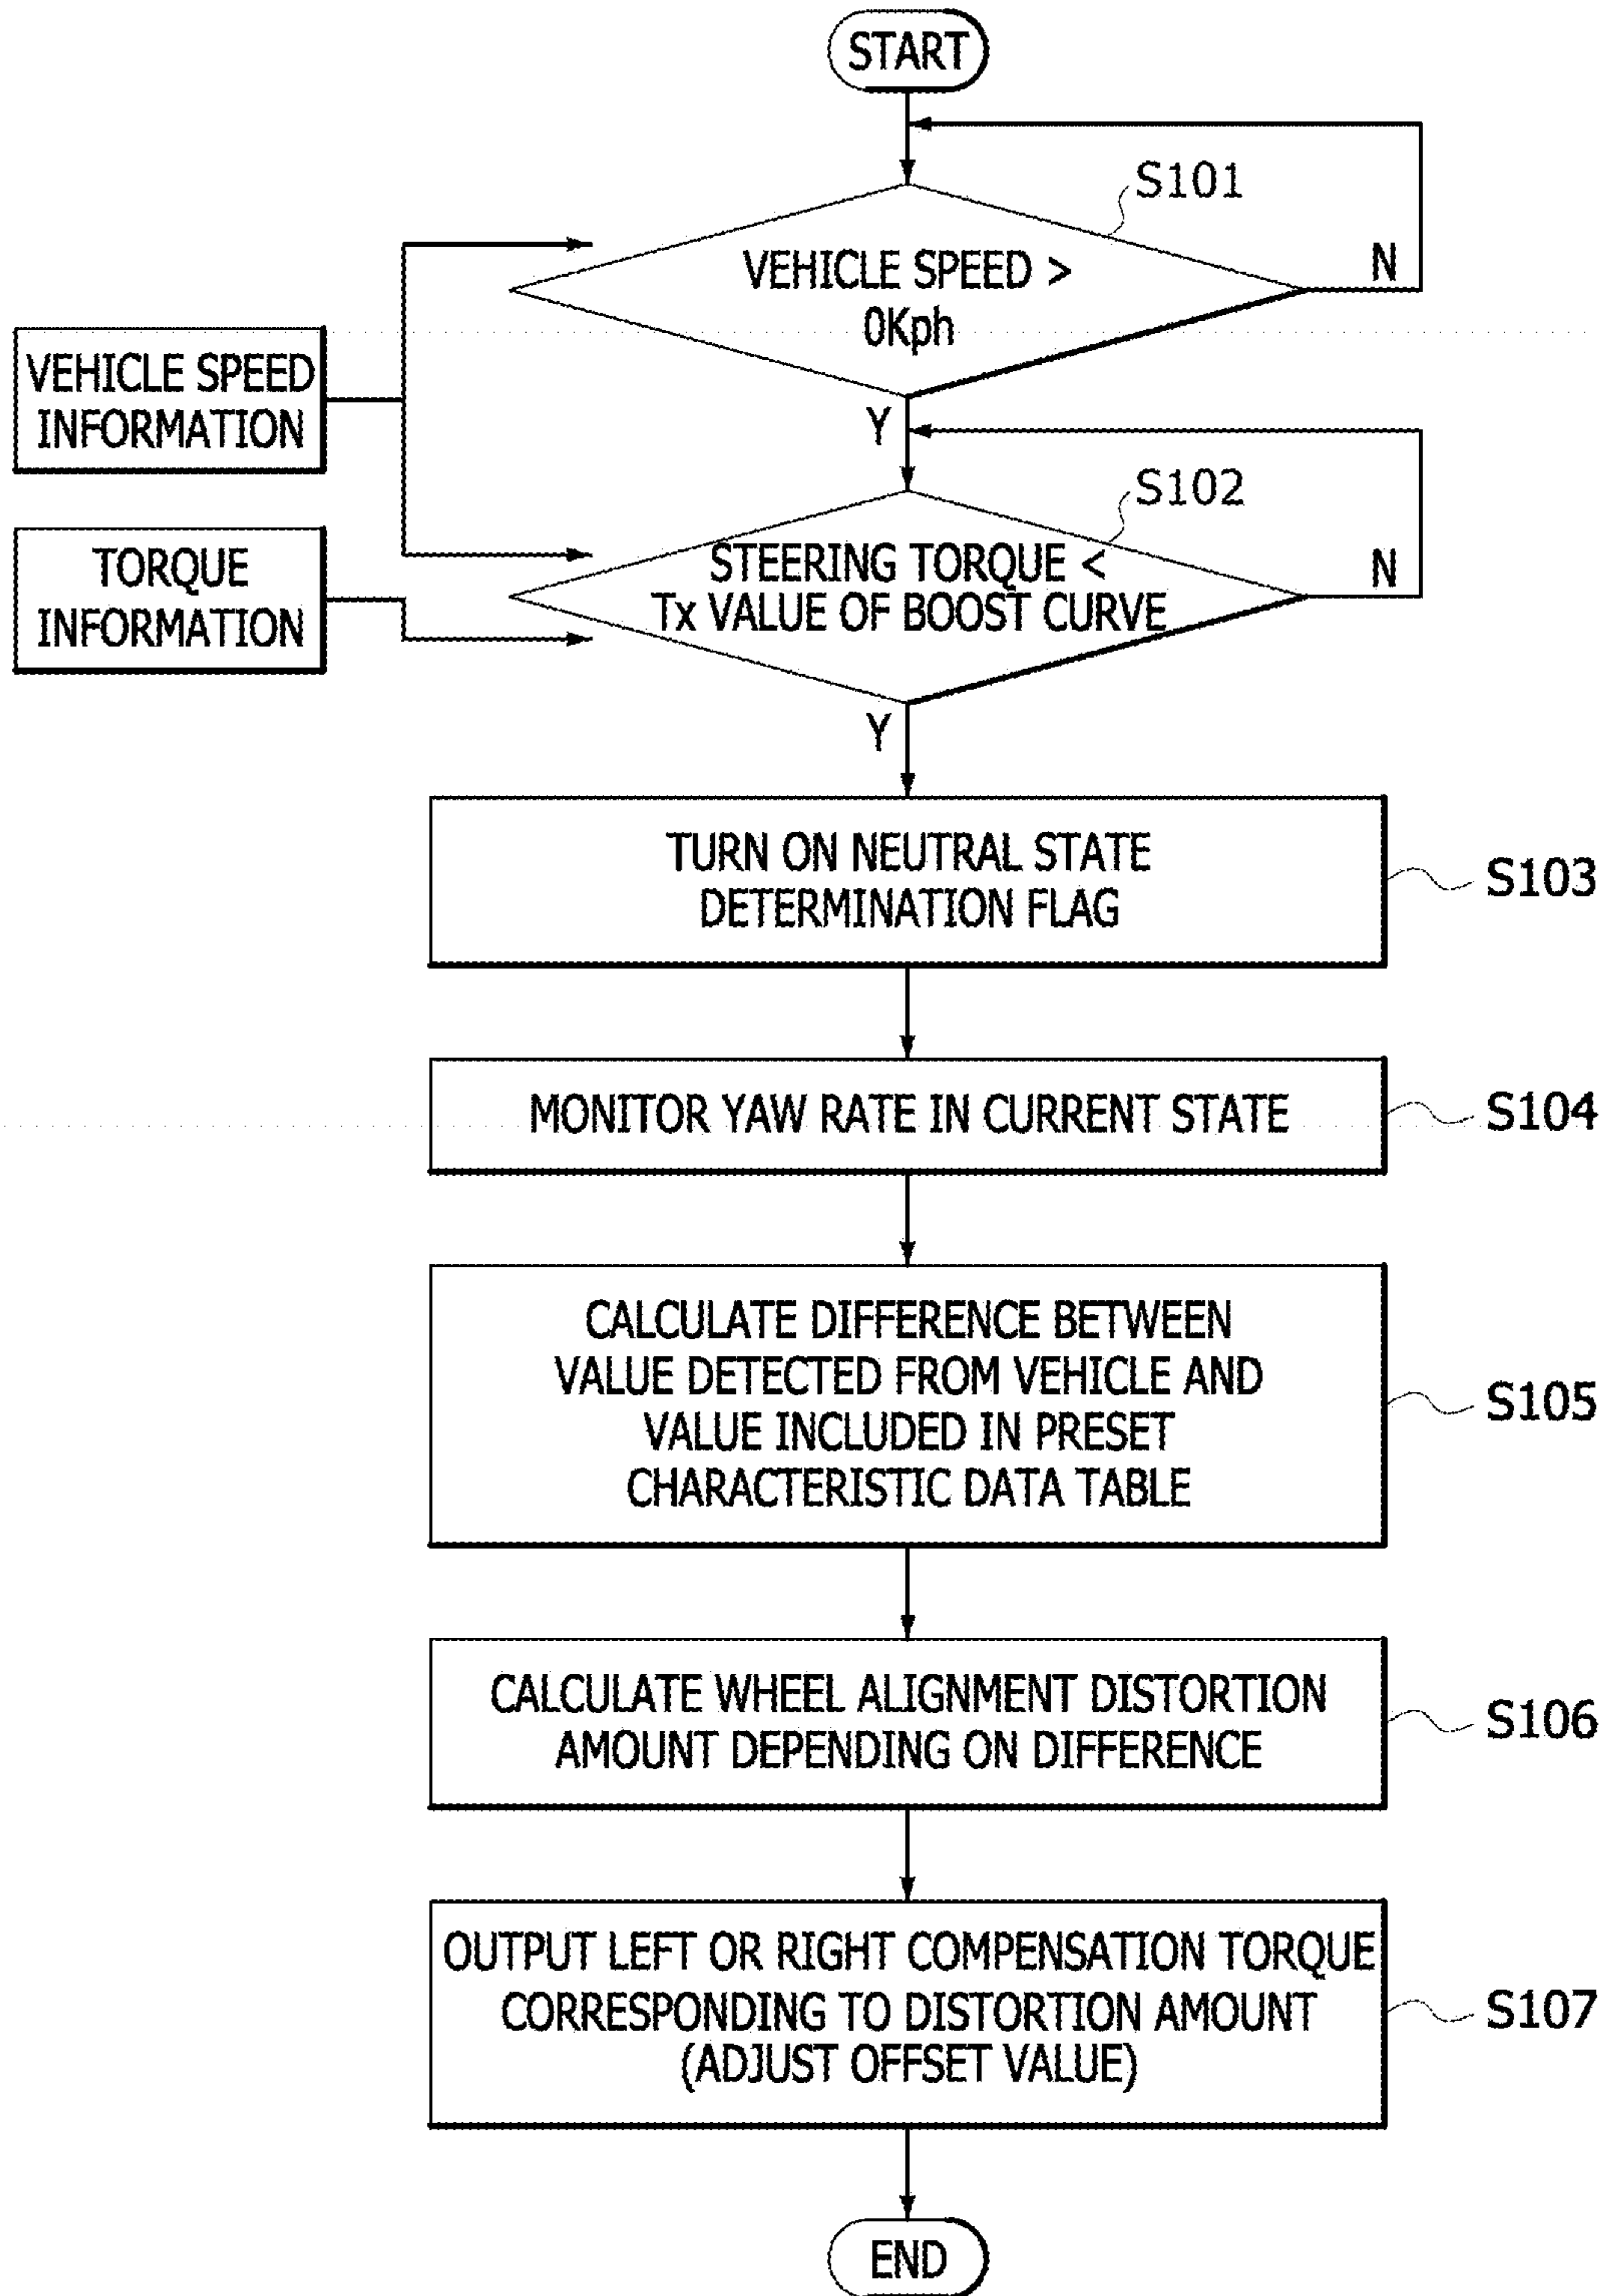 START
S101
VEHICLE SPEED >
0Kph
N
VEHICLE SPEED
INFORMATION
Y
S102
TORQUE
INFORMATION
STEERING TORQUE <
Tx VALUE OF BOOST CURVE
N
Y
TURN ON NEUTRAL STATE
DETERMINATION FLAG
S103
MONITOR YAW RATE IN CURRENT STATE
S104
CALCULATE DIFFERENCE BETWEEN
VALUE DETECTED FROM VEHICLE AND
VALUE INCLUDED IN PRESET
CHARACTERISTIC DATA TABLE
S105
CALCULATE WHEEL ALIGNMENT DISTORTION
AMOUNT DEPENDING ON DIFFERENCE
S106
OUTPUT LEFT OR RIGHT COMPENSATION TORQUE
CORRESPONDING TO DISTORTION AMOUNT
(ADJUST OFFSET VALUE)
S107
END